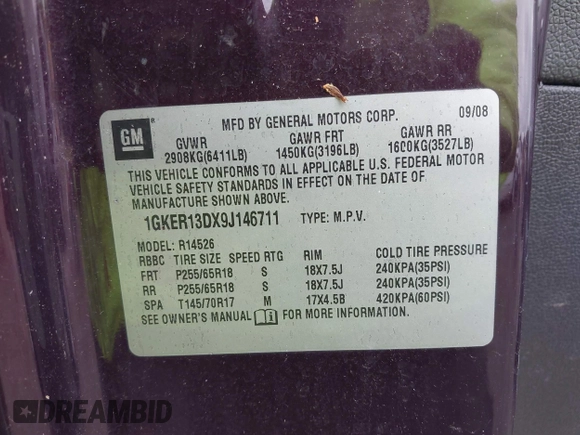 MFD BY GENERAL MOTORS CORP. 09/08
GM
GVWR GAWR FRT GAWR RR
2908KG(6411LB) 1450KG(3196LB) 1600KG(3527LB)
THIS VEHICLE CONFORMS TO ALL APPLICABLE U.S. FEDERAL MOTOR
VEHICLE SAFETY STANDARDS IN EFFECT ON THE DATE OF
MANUFACTURE SHOWN ABOVE.
1GKER13DX9J146711 TYPE: M.P.V.
MODEL: R14526
RBBC TIRE SIZE SPEED RTG RIM COLD TIRE PRESSURE
FRT P255/65R18 S 18X7.5J 240KPA(35PSI)
RR P255/65R18 S 18X7.5J 240KPA(35PSI)
SPA T145/70R17 M 17X4.5B 420KPA(60PSI)
SEE OWNER'S MANUAL FOR MORE INFORMATION.
DREAMBID